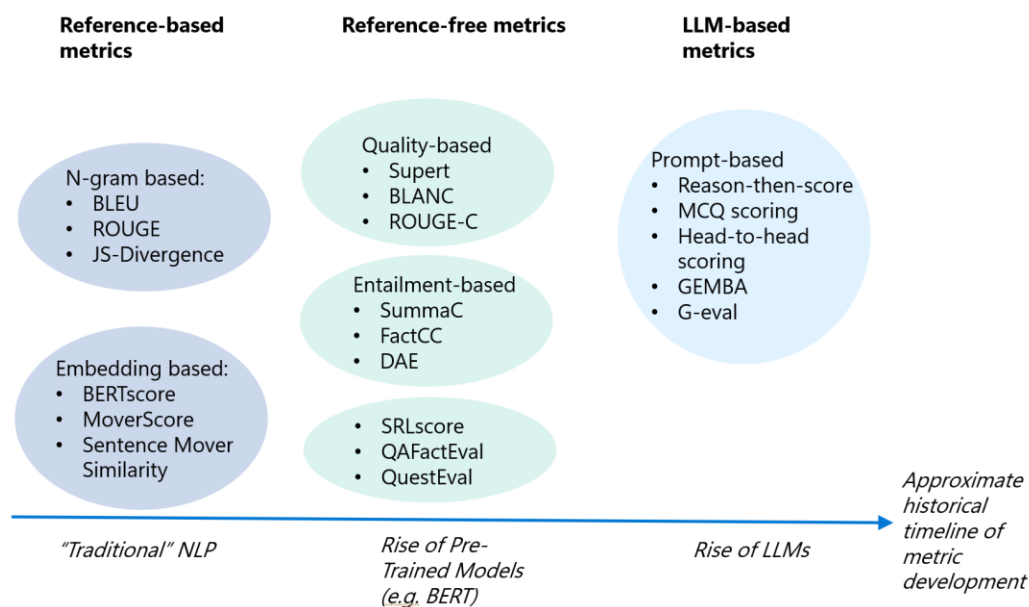 Reference-based
metrics
N-gram based:
• BLEU
• ROUGE
• JS-Divergence
Embedding based:
• BERTscore
• MoverScore
• Sentence Mover
Similarity
Reference-free metrics
Quality-based
• Supert
• BLANC
• ROUGE-C
Entailment-based
• SummaC
• FactCC
• DAE
• SRLscore
• QAFactEval
• QuestEval
LLM-based
metrics
Prompt-based
• Reason-then-score
• MCQ scoring
• Head-to-head
scoring
• GEMBA
• G-eval
"Traditional" NLP
Rise of Pre-
Trained Models
(e.g. BERT)
Rise of LLMs
Approximate
historical
timeline of
metric
development